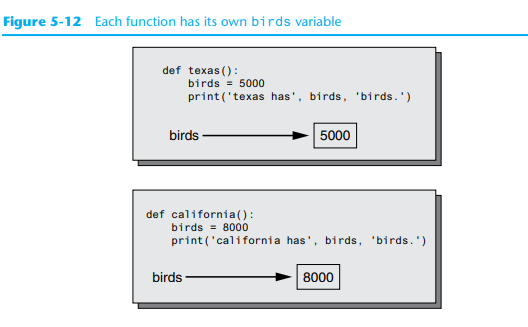 Figure 5-12 Each function has its own birds variable
def texas():
    birds = 5000
    print('texas has', birds, 'birds.')
birds 5000
def california():
    birds = 8000
    print('california has', birds, 'birds.')
birds 8000